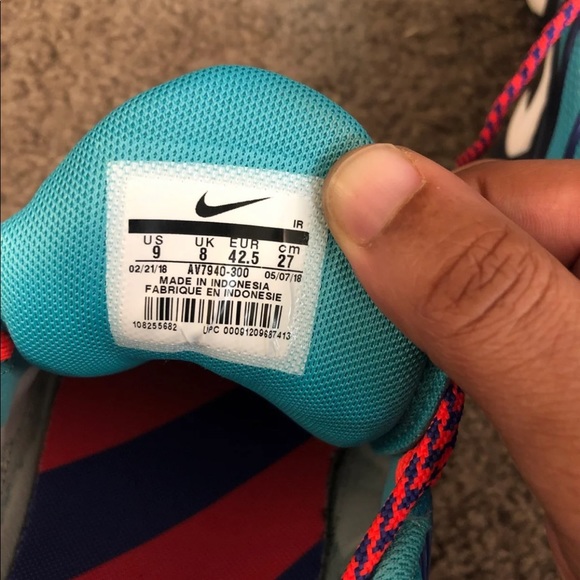 IR
US UK EUR cm
9 8 42.5 27
02/21/18 AV7940-300 05/07/18
MADE IN INDONESIA
FABRIQUE EN INDONESIE
108255682 UPC 00091209687413